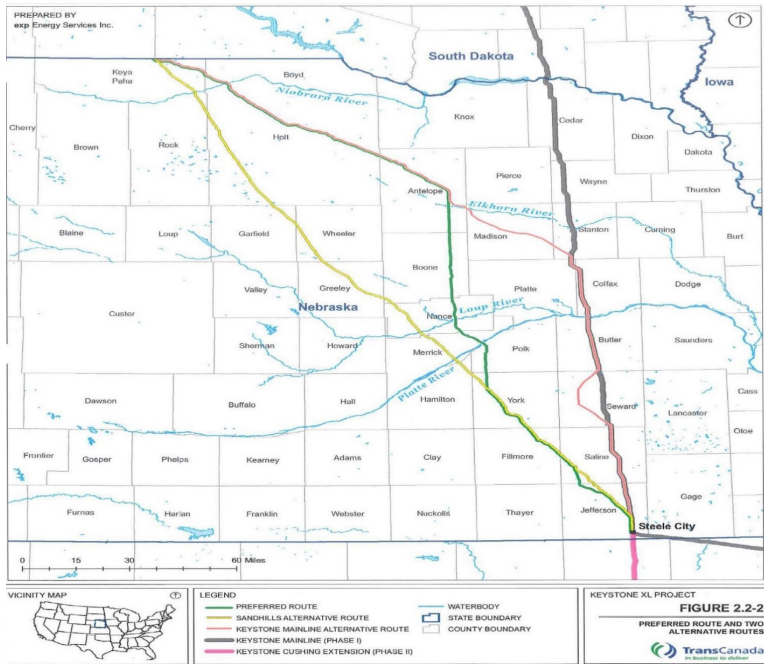 PREPARED BY
exp Energy Services Inc.
South Dakota
Iowa
Keya
Paha
Boyd
Niobrara River
Knox
Cedar
Dixon
Dakota
Cherry
Brown
Rock
Holt
Antelope
Pierce
Wayne
Thurston
Elkhorn River
Blaine
Loup
Garfield
Wheeler
Madison
Stanton
Cuming
Burt
Boone
Valley
Greeley
Platte
Colfax
Dodge
Custer
Nebraska
Loup River
Nance
Sherman
Howard
Merrick
Polk
Butler
Saunders
Platte River
Dawson
Buffalo
Hall
Hamilton
York
Seward
Lancaster
Cass
Otoe
Frontier
Gosper
Phelps
Kearney
Adams
Clay
Fillmore
Saline
Gage
Furnas
Harlan
Franklin
Webster
Nuckolls
Thayer
Jefferson
Steele City
0 15 30 60 Miles
VICINITY MAP
LEGEND
PREFERRED ROUTE
SANDHILLS ALTERNATIVE ROUTE
KEYSTONE MAINLINE ALTERNATIVE ROUTE
KEYSTONE MAINLINE (PHASE I)
KEYSTONE CUSHING EXTENSION (PHASE II)
WATERBODY
STATE BOUNDARY
COUNTY BOUNDARY
KEYSTONE XL PROJECT
FIGURE 2.2-2
PREFERRED ROUTE AND TWO
ALTERNATIVE ROUTES
TransCanada
In business to deliver